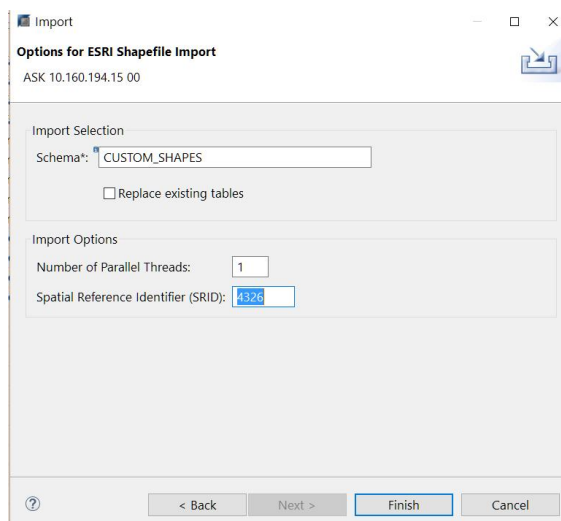 Import
Options for ESRI Shapefile Import
ASK 10.160.194.15 00
Import Selection
Schema*: CUSTOM_SHAPES
Replace existing tables
Import Options
Number of Parallel Threads: 1
Spatial Reference Identifier (SRID): 4326
? < Back Next > Finish Cancel